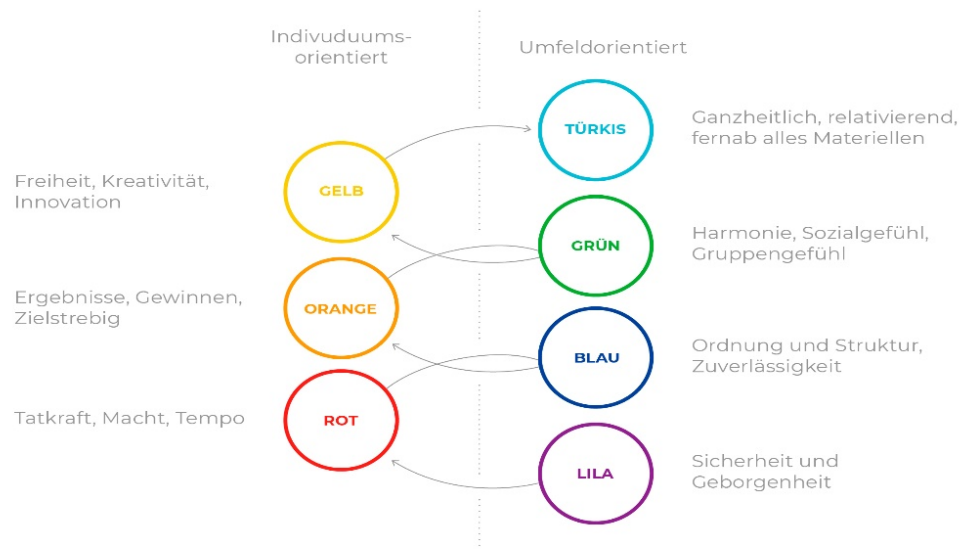 Indivuduums-
orientiert
Umfeldorientiert
TÜRKIS
Ganzheitlich, relativierend,
fernab alles Materiellen
Freiheit, Kreativität,
Innovation
GELB
GRÜN
Harmonie, Sozialgefühl,
Gruppengefühl
Ergebnisse, Gewinnen,
Zielstrebig
ORANGE
BLAU
Ordnung und Struktur,
Zuverlässigkeit
Tatkraft, Macht, Tempo
ROT
LILA
Sicherheit und
Geborgenheit